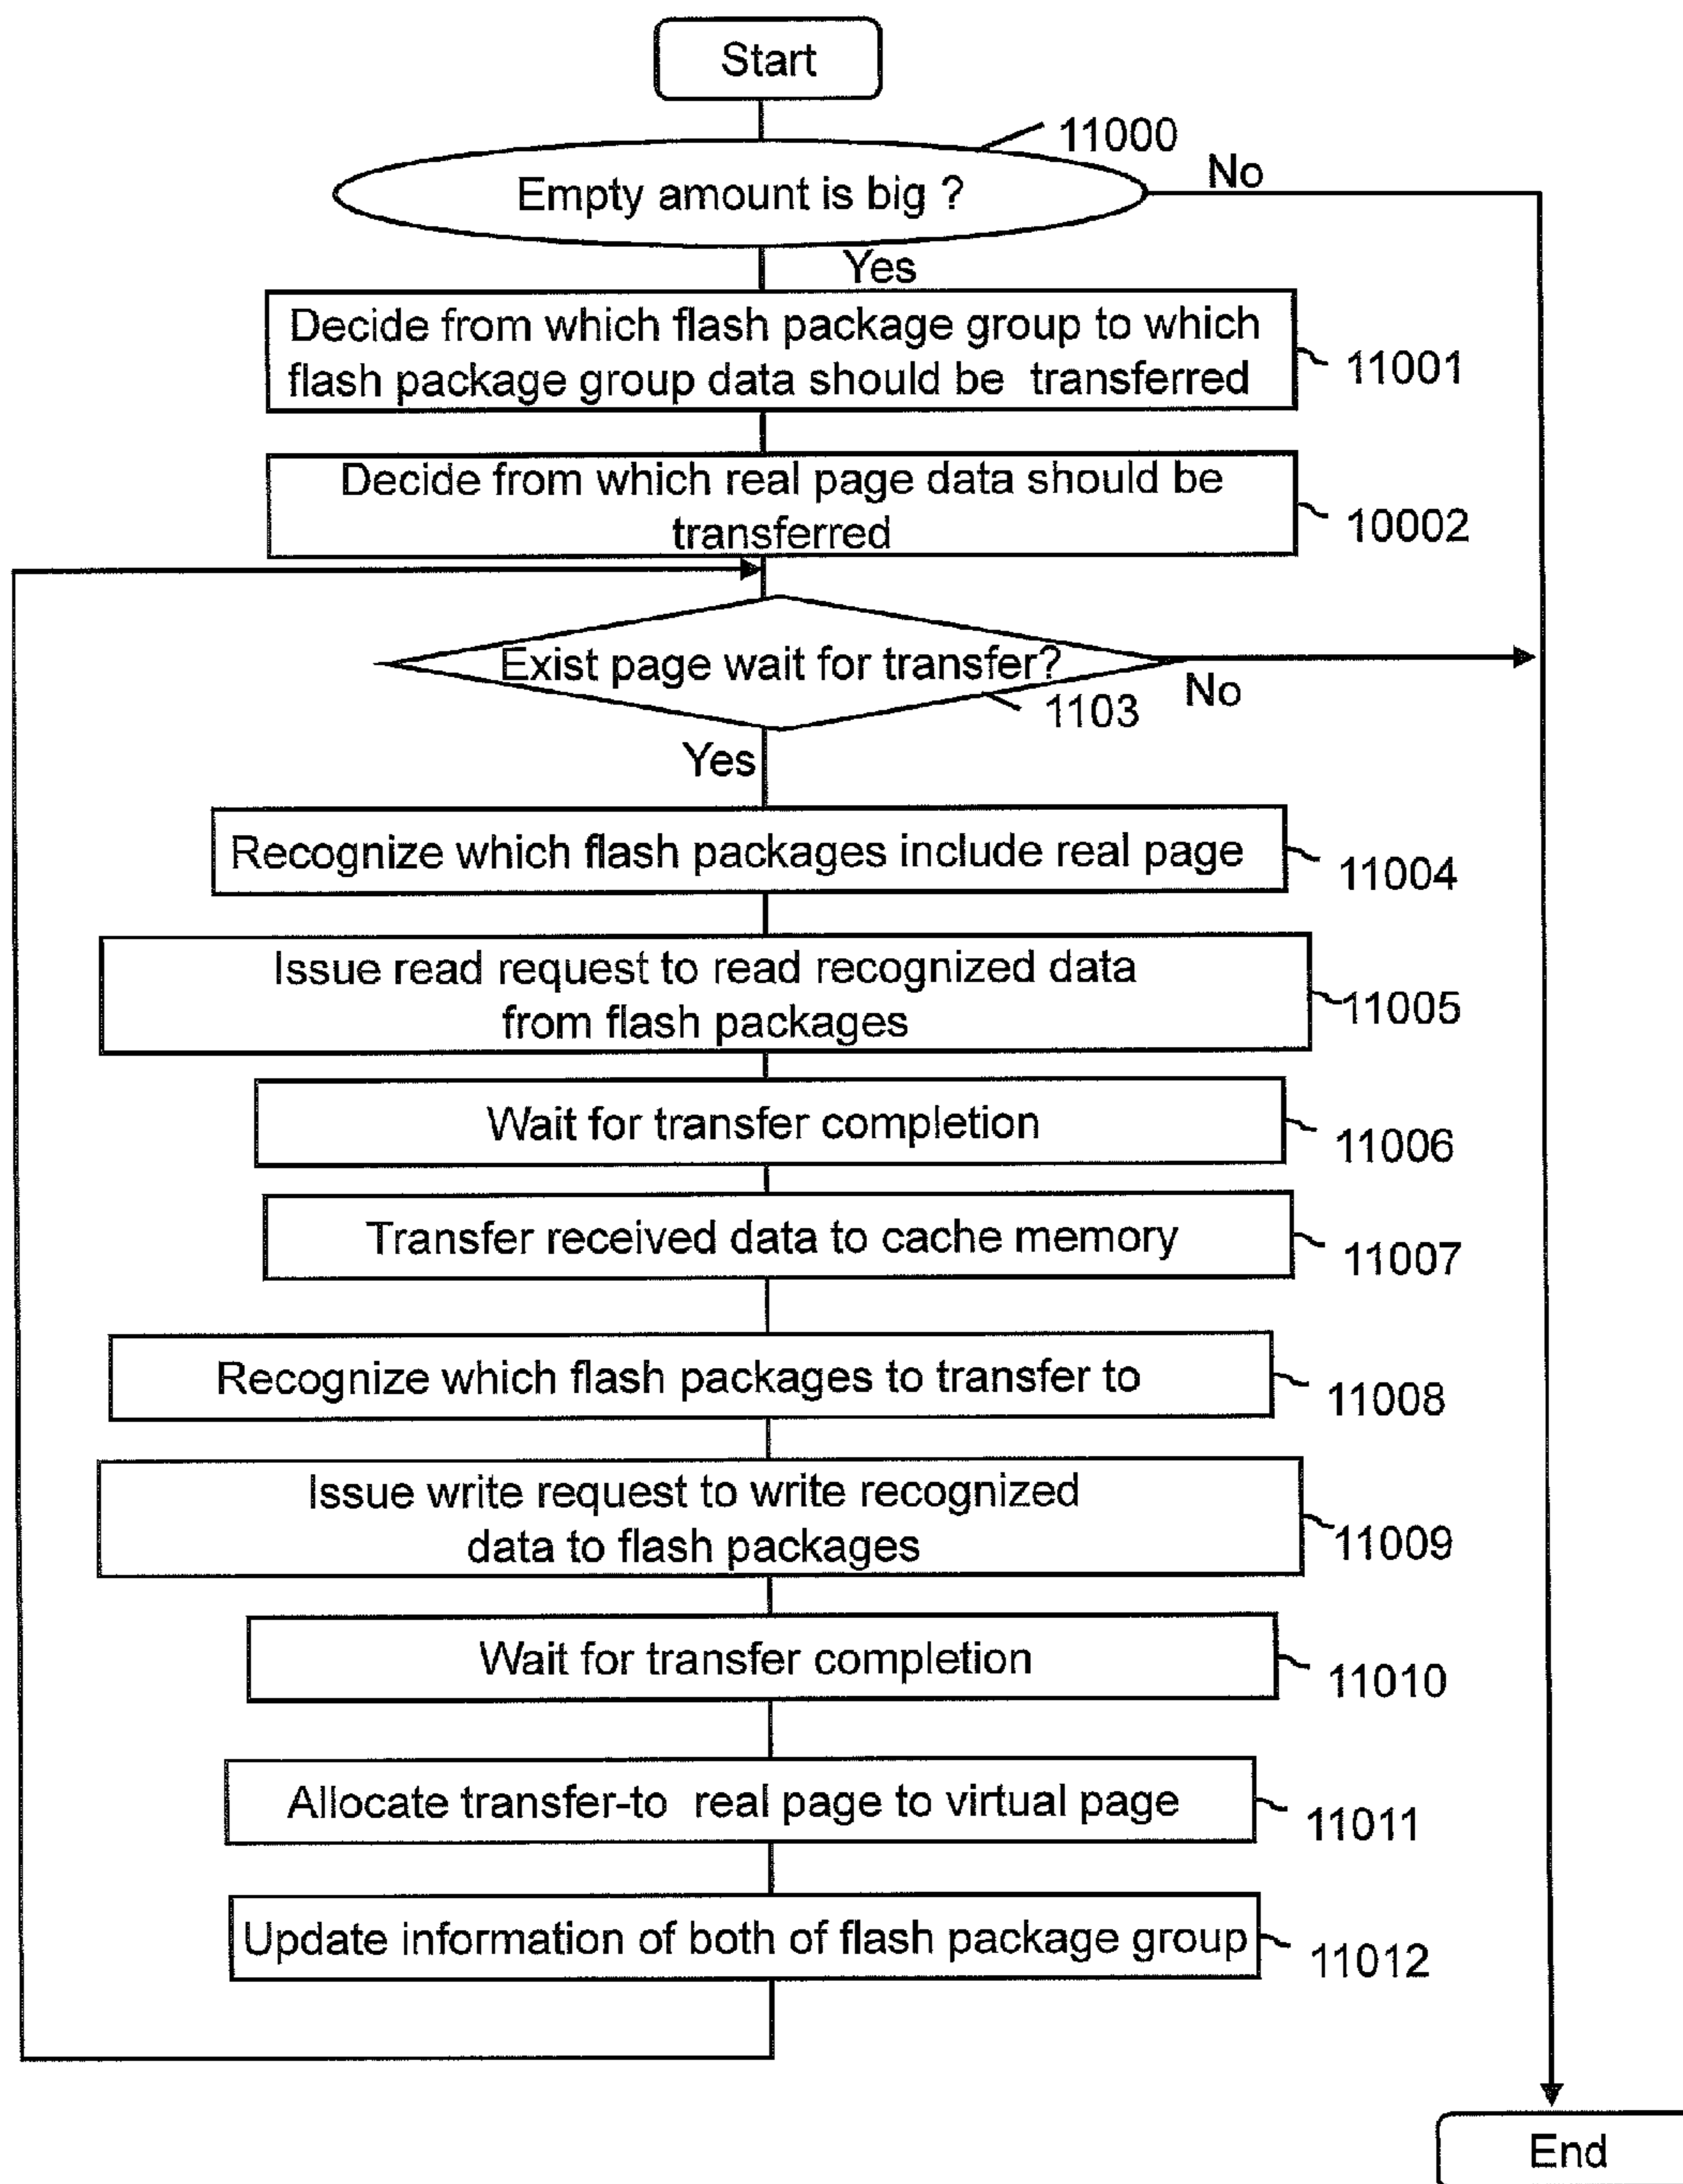 Start
11000
Empty amount is big ?
No
Yes
Decide from which flash package group to which
flash package group data should be transferred
11001
Decide from which real page data should be
transferred
10002
Exist page wait for transfer?
No
1103
Yes
Recognize which flash packages include real page
11004
Issue read request to read recognized data
from flash packages
11005
Wait for transfer completion
11006
Transfer received data to cache memory
11007
Recognize which flash packages to transfer to
11008
Issue write request to write recognized
data to flash packages
11009
Wait for transfer completion
11010
Allocate transfer-to real page to virtual page
11011
Update information of both of flash package group
11012
End